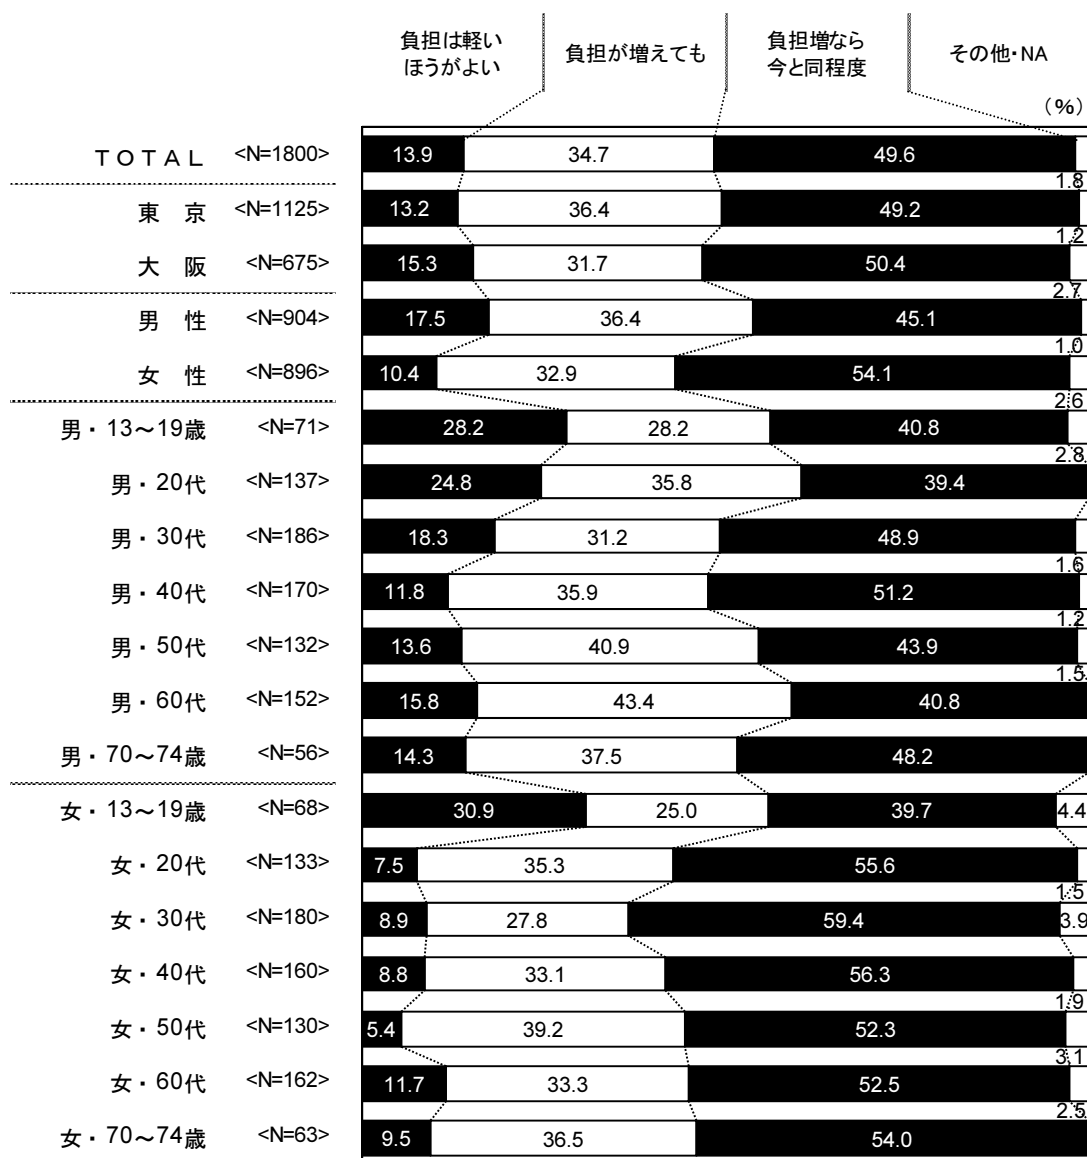 負担は軽い
ほうがよい
負担が増えても
負担増なら
今と同程度
その他・NA
(%)
TOTAL <N=1800> 13.9 34.7 49.6 1.8
東 京 <N=1125> 13.2 36.4 49.2 1.2
大 阪 <N=675> 15.3 31.7 50.4 2.7
男 性 <N=904> 17.5 36.4 45.1 1.0
女 性 <N=896> 10.4 32.9 54.1 2.6
男・13～19歳 <N=71> 28.2 28.2 40.8 2.8
男・20代 <N=137> 24.8 35.8 39.4
男・30代 <N=186> 18.3 31.2 48.9 1.6
男・40代 <N=170> 11.8 35.9 51.2 1.2
男・50代 <N=132> 13.6 40.9 43.9 1.5
男・60代 <N=152> 15.8 43.4 40.8
男・70～74歳 <N=56> 14.3 37.5 48.2
女・13～19歳 <N=68> 30.9 25.0 39.7 4.4
女・20代 <N=133> 7.5 35.3 55.6 1.5
女・30代 <N=180> 8.9 27.8 59.4 3.9
女・40代 <N=160> 8.8 33.1 56.3 1.9
女・50代 <N=130> 5.4 39.2 52.3 3.1
女・60代 <N=162> 11.7 33.3 52.5 2.5
女・70～74歳 <N=63> 9.5 36.5 54.0